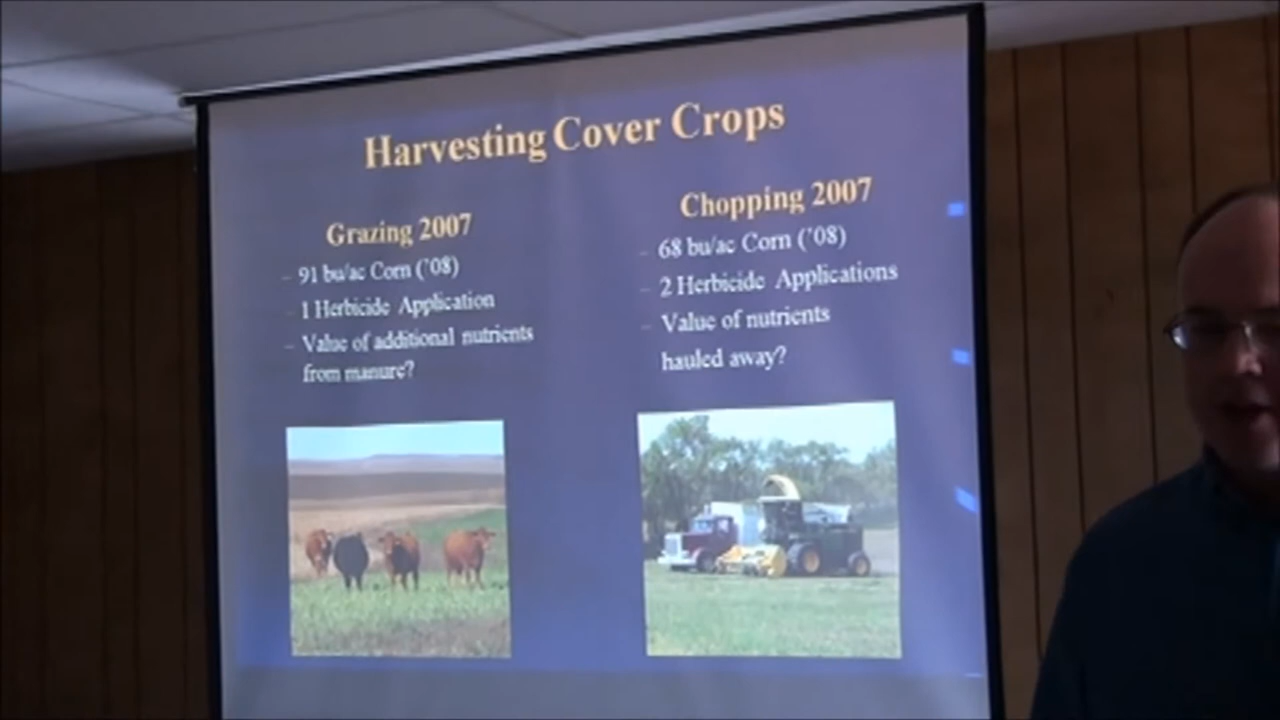 Harvesting Cover Crops
Grazing 2007
– 91 bu/ac Corn ('08)
– 1 Herbicide Application
– Value of additional nutrients
from manure?
Chopping 2007
– 68 bu/ac Corn ('08)
– 2 Herbicide Applications
– Value of nutrients
hauled away?